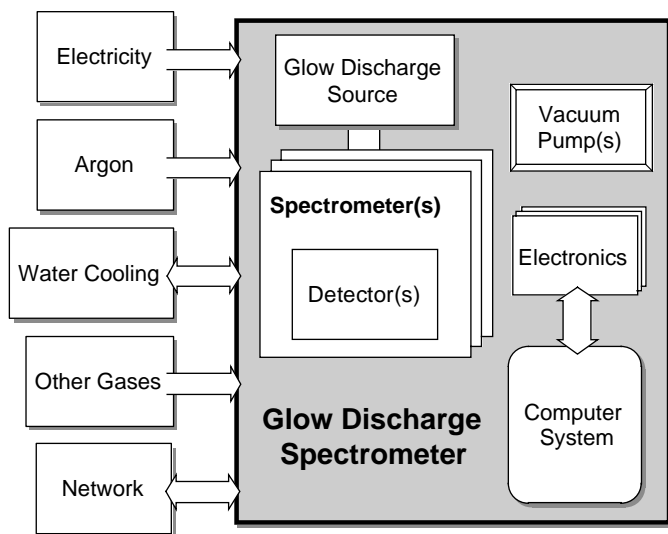 Electricity
Argon
Water Cooling
Other Gases
Network
Glow Discharge
Source
Spectrometer(s)
Detector(s)
Glow Discharge
Spectrometer
Vacuum
Pump(s)
Electronics
Computer
System